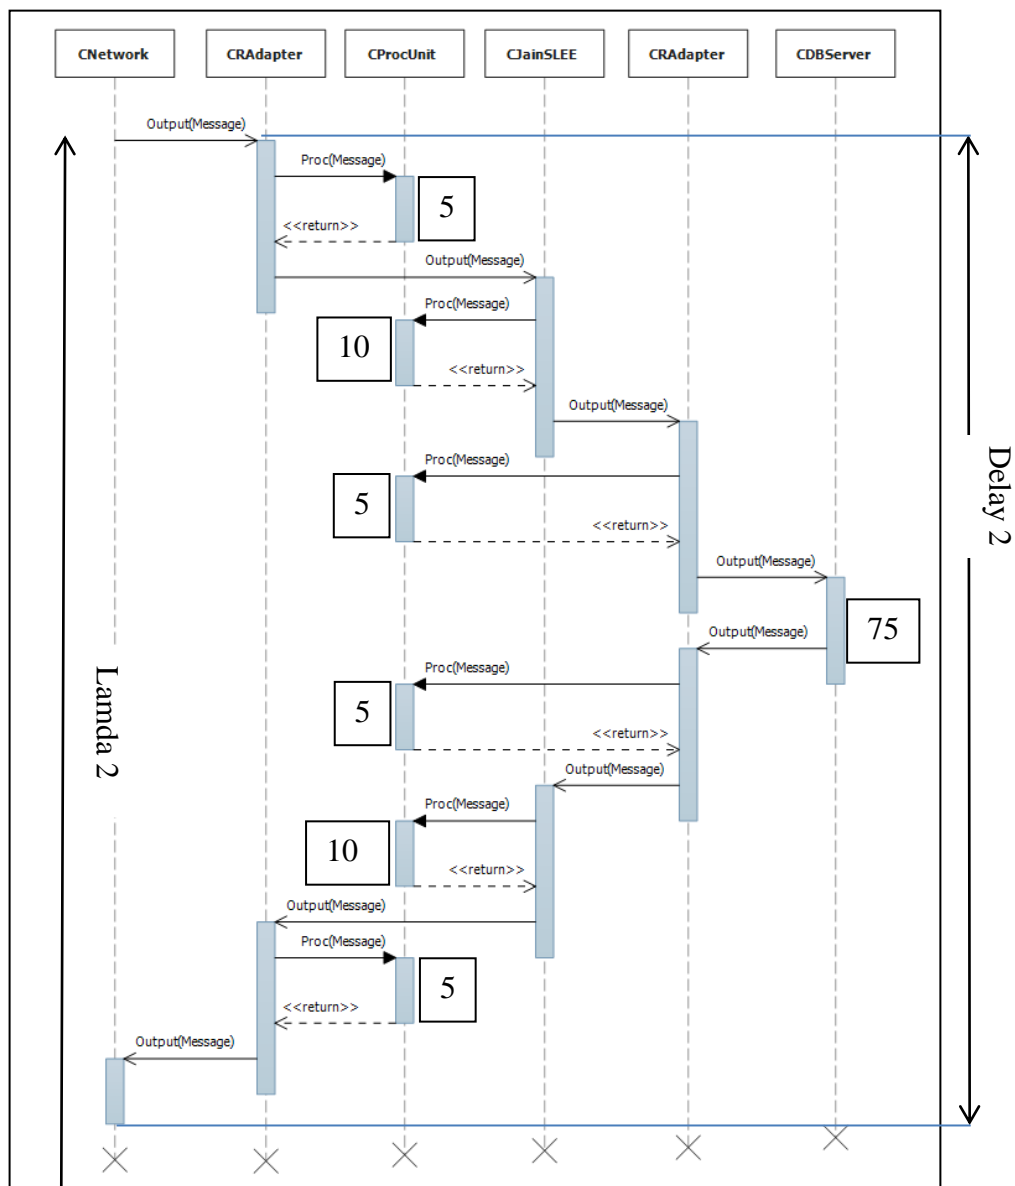 CNetwork CRAdapter CProcUnit CJainSLEE CRAdapter CDBServer
Output(Message)
Proc(Message)
5
<<return>>
Output(Message)
Proc(Message)
10
<<return>>
Output(Message)
Proc(Message)
5
<<return>>
Output(Message)
75
Output(Message)
Proc(Message)
5
<<return>>
Output(Message)
Proc(Message)
10
<<return>>
Output(Message)
Proc(Message)
5
<<return>>
Output(Message)
Lamda 2
Delay 2